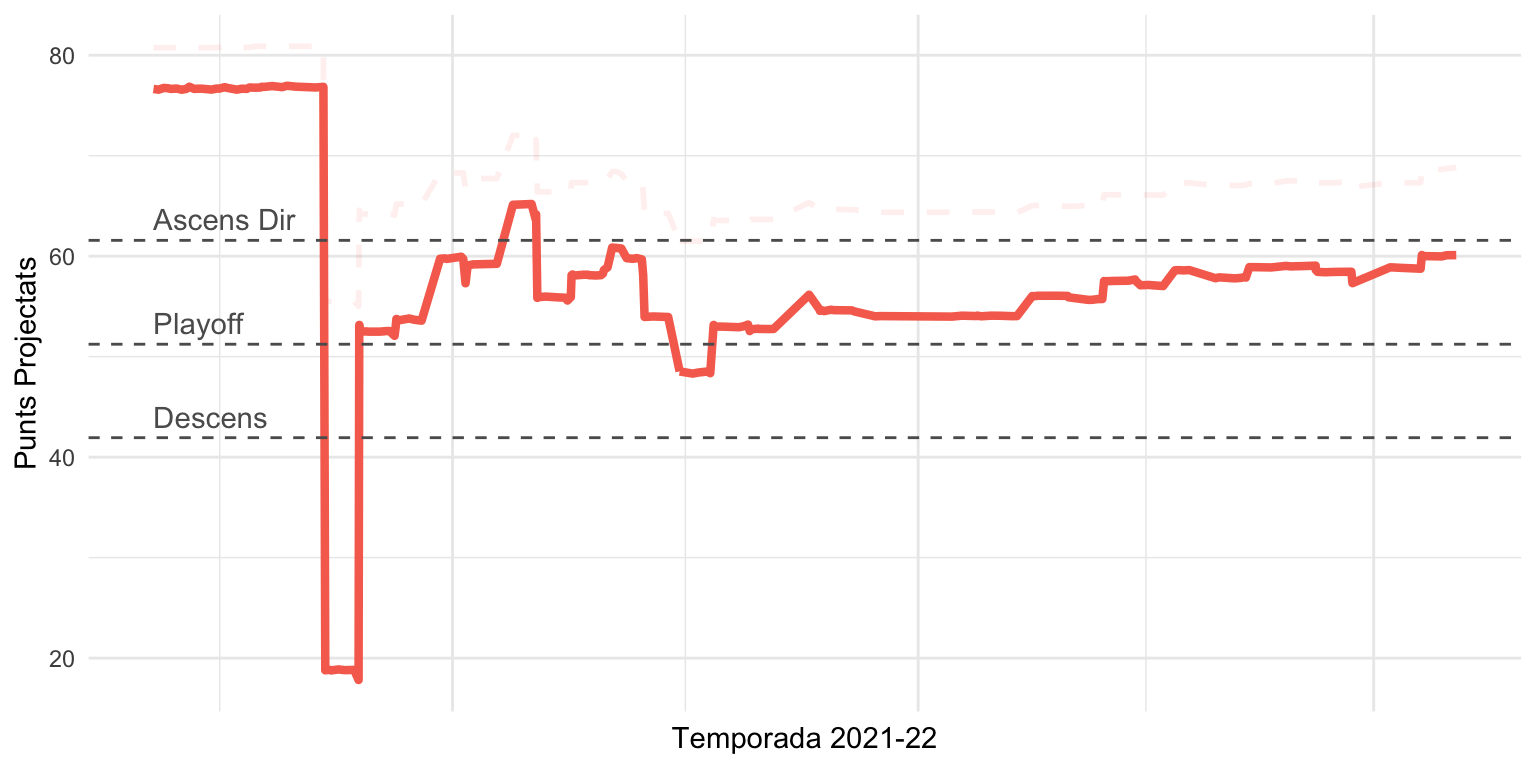 80
60
40
20
Punts Projectats
Ascens Dir
Playoff
Descens
Temporada 2021-22